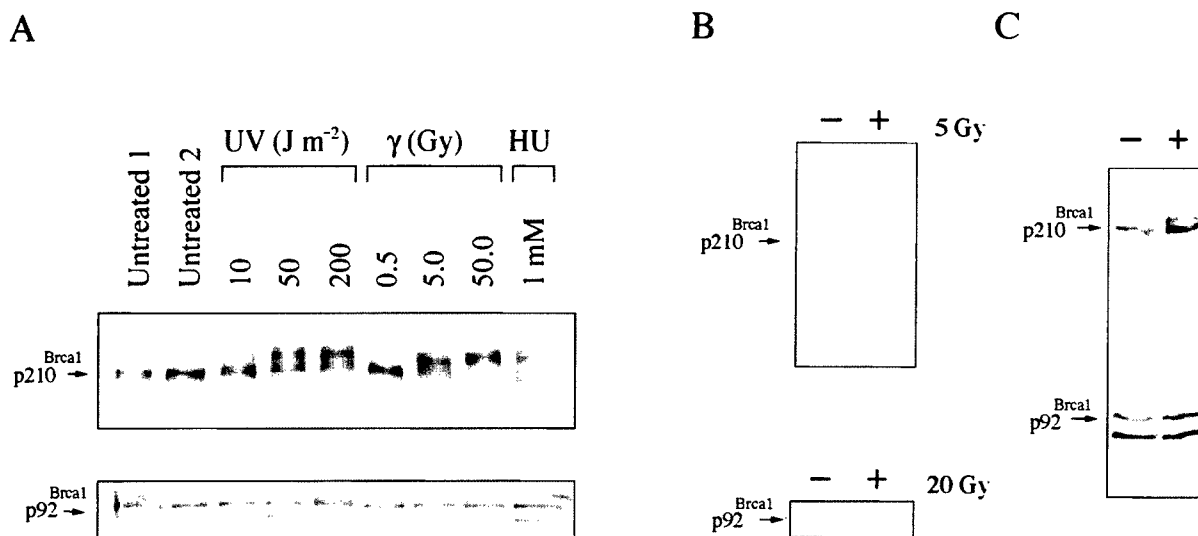 A
B
C
UV (J m⁻²)
γ (Gy)
HU
Untreated 1
Untreated 2
10
50
200
0.5
5.0
50.0
1 mM
p210 Brca1
p92 Brca1
− + 5 Gy
p210 Brca1
− + 20 Gy
p92 Brca1
− +
p210 Brca1
p92 Brca1